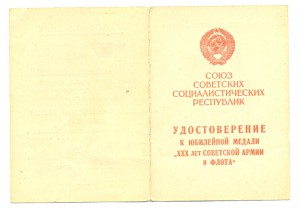 СОЮЗ
СОВЕТСКИХ
СОЦИАЛИСТИЧЕСКИХ
РЕСПУБЛИК
УДОСТОВЕРЕНИЕ
К ЮБИЛЕЙНОЙ МЕДАЛИ
„XXX ЛЕТ СОВЕТСКОЙ АРМИИ
И ФЛОТА“